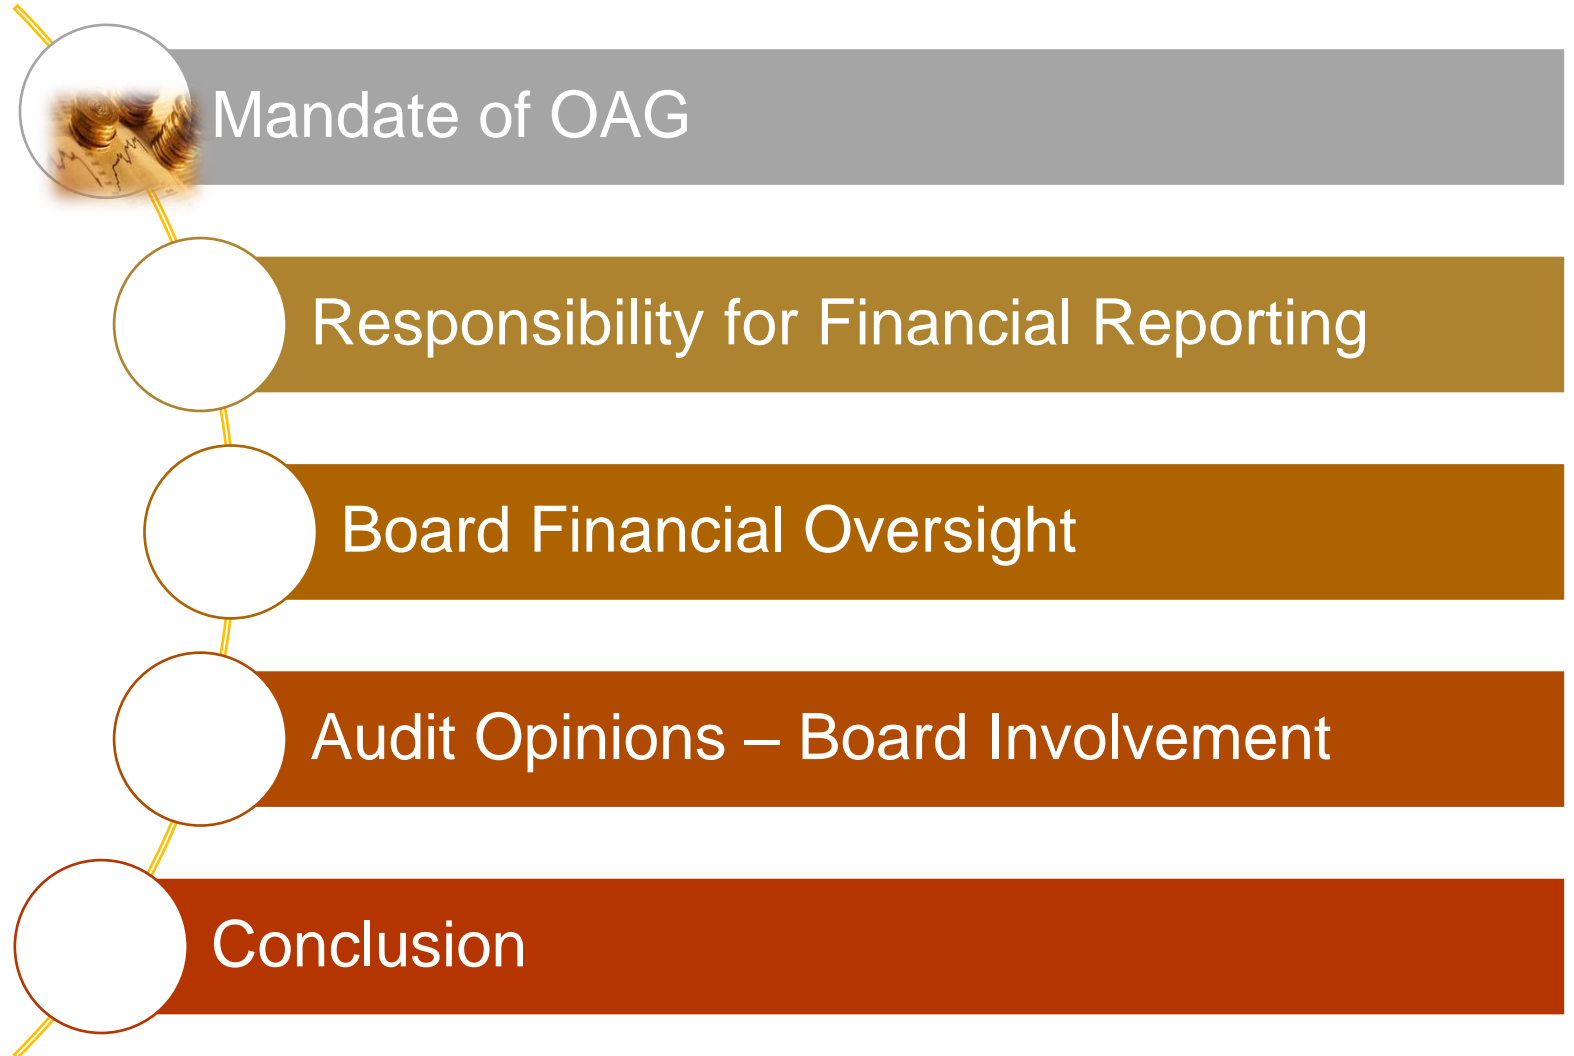 Mandate of OAG
Responsibility for Financial Reporting
Board Financial Oversight
Audit Opinions – Board Involvement
Conclusion